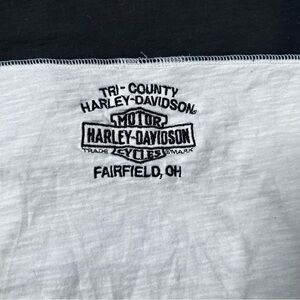 TRI-COUNTY
HARLEY-DAVIDSON®
MOTOR
HARLEY-DAVIDSON
TRADE CYCLES MARK
FAIRFIELD, OH